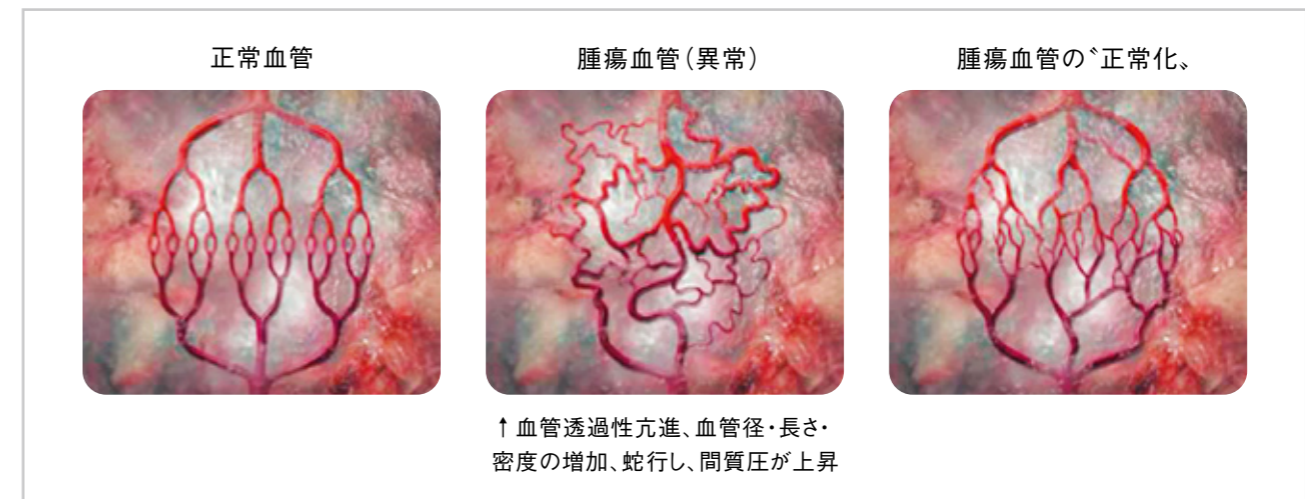 正常血管
腫瘍血管（異常）
腫瘍血管の〝正常化〟
↑血管透過性亢進、血管径・長さ・
密度の増加、蛇行し、間質圧が上昇